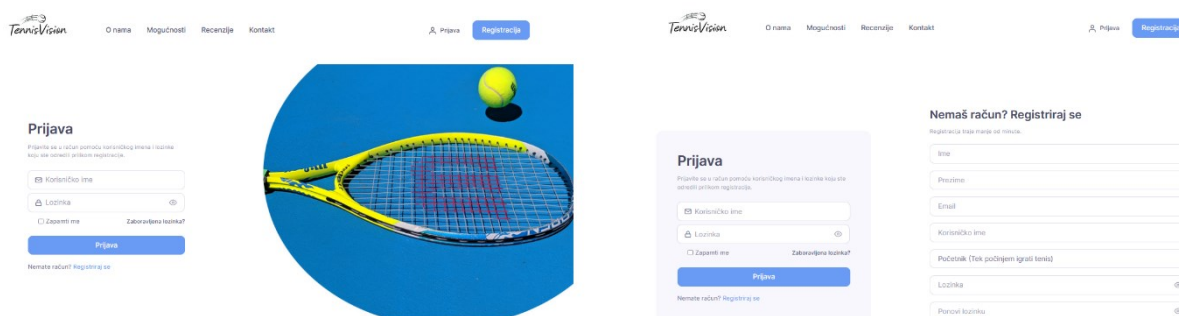 TennisVision
O nama Mogućnosti Recenzije Kontakt
Prijava
Registracija
Prijava
Prijavite se u račun pomoću korisničkog imena i lozinke
koju ste osmislili prilikom registracije.
Korisničko ime
Lozinka
Zapamti me Zaboravljena lozinka?
Prijava
Nemate račun? Registriraj se
TennisVision
O nama Mogućnosti Recenzije Kontakt
Prijava
Registracija
Prijava
Prijavite se u račun pomoću korisničkog imena i lozinke koju ste
osmislili prilikom registracije.
Korisničko ime
Lozinka
Zapamti me Zaboravljena lozinka?
Prijava
Nemate račun? Registriraj se
Nemaš račun? Registriraj se
Registracija traje manje od minute.
Ime
Prezime
Email
Korisničko ime
Početnik (Tek počinjem igrati tenis)
Lozinka
Ponovi lozinku